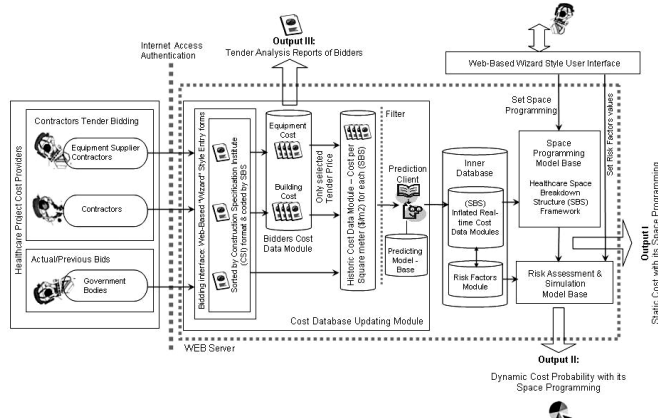 Output III:
Tender Analysis Reports of Bidders
Internet Access
Authentication
Web-Based Wizard Style User Interface
Healthcare Project Cost Providers
Contractors Tender Bidding
Equipment Supplier
Contractors
Contractors
Actual/Previous Bids
Government
Bodies
Bidding Interface: Web-Based "Wizard" Style Entry forms
Sorted by Construction Specification Institute
(CSI) format & coded by SBS
Equipment
Cost
Building
Cost
Bidders Cost
Data Module
Only selected
Tender Price
Historic Cost Data Module – Cost per
Square meter ($/m2) for each (SBS)
Filter
Prediction
Client
Predicting
Model -
Base
Cost Database Updating Module
WEB Server
Inner
Database
(SBS)
Inflated Real-
time Cost
Data Modules
Risk Factors
Module
Set Space
Programming
Set Risk Factors values
Space
Programming
Model Base
Healthcare Space
Breakdown
Structure (SBS)
Framework
Risk Assessment &
Simulation
Model Base
Output I
Static Cost with its Space Programming
Output II:
Dynamic Cost Probability with its
Space Programming